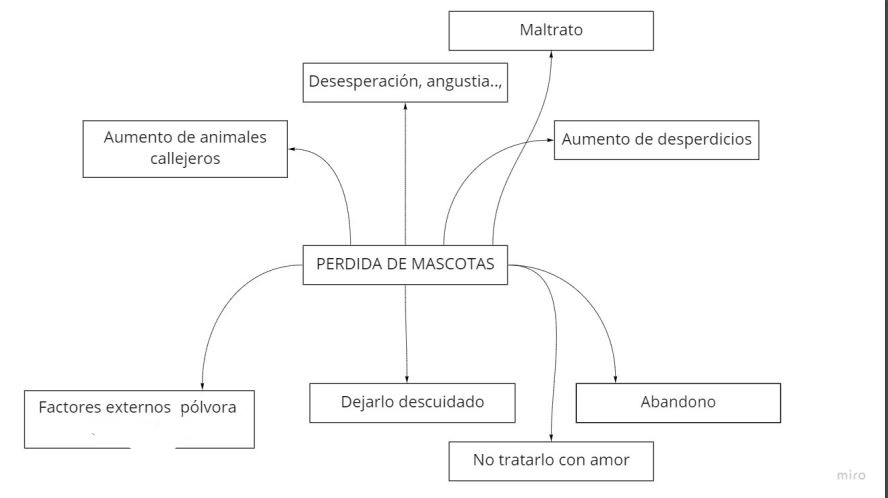 Maltrato
Desesperación, angustia..,
Aumento de animales
callejeros
Aumento de desperdicios
PERDIDA DE MASCOTAS
Factores externos  pólvora
Dejarlo descuidado
Abandono
No tratarlo con amor
miro